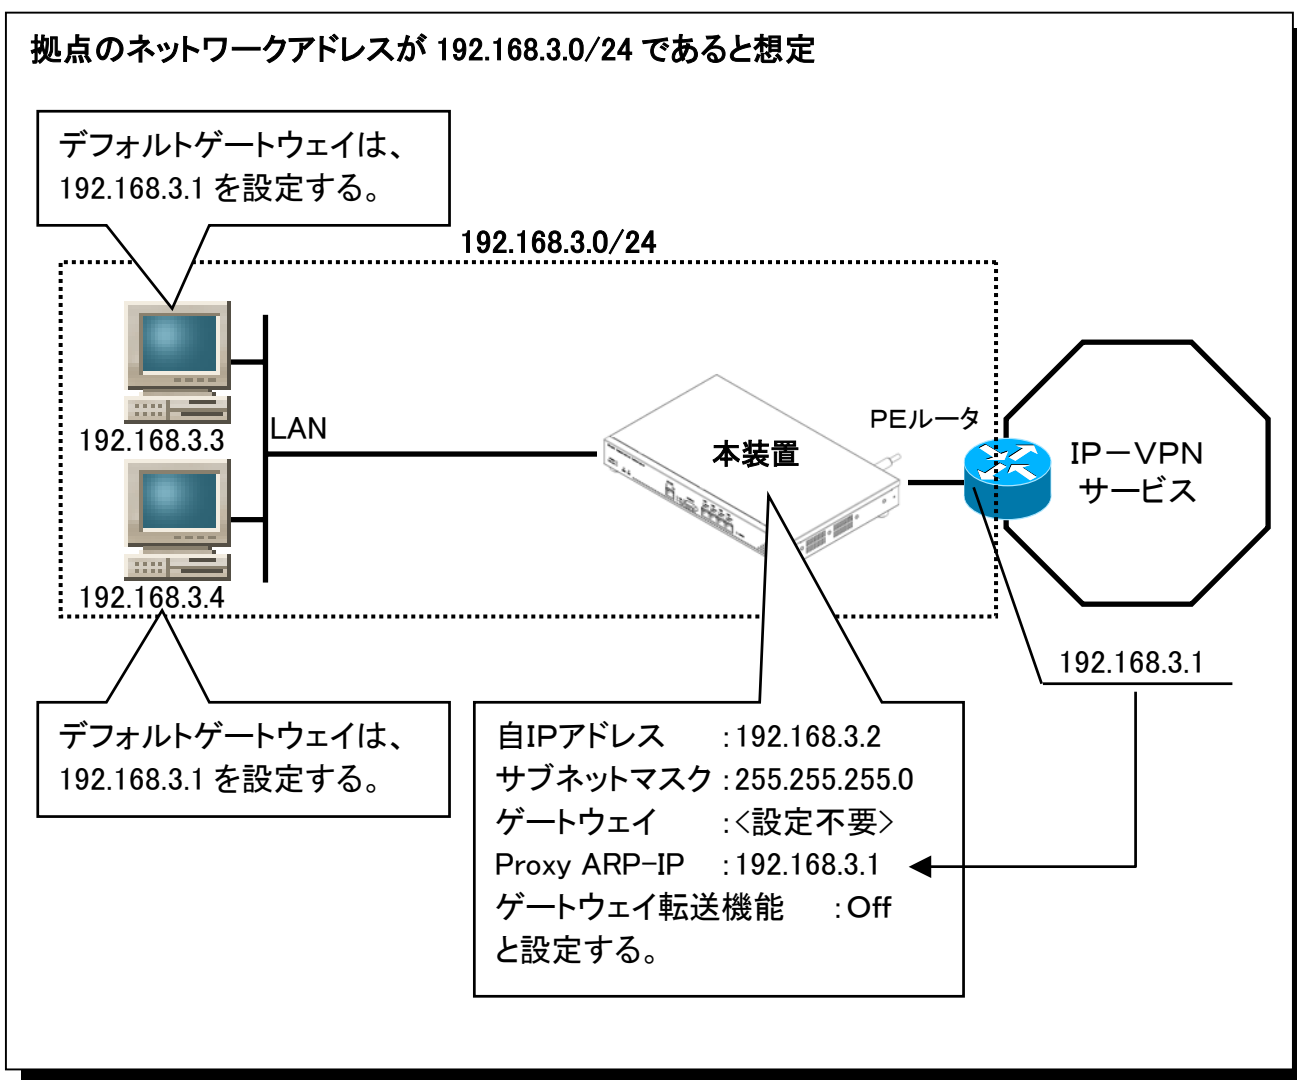 拠点のネットワークアドレスが 192.168.3.0/24 であると想定
デフォルトゲートウェイは、
192.168.3.1 を設定する。
192.168.3.0/24
192.168.3.3
LAN
本装置
PEルータ
IP－VPN
サービス
192.168.3.4
192.168.3.1
デフォルトゲートウェイは、
192.168.3.1 を設定する。
自IPアドレス :192.168.3.2
サブネットマスク :255.255.255.0
ゲートウェイ :<設定不要>
Proxy ARP-IP :192.168.3.1
ゲートウェイ転送機能 :Off
と設定する。